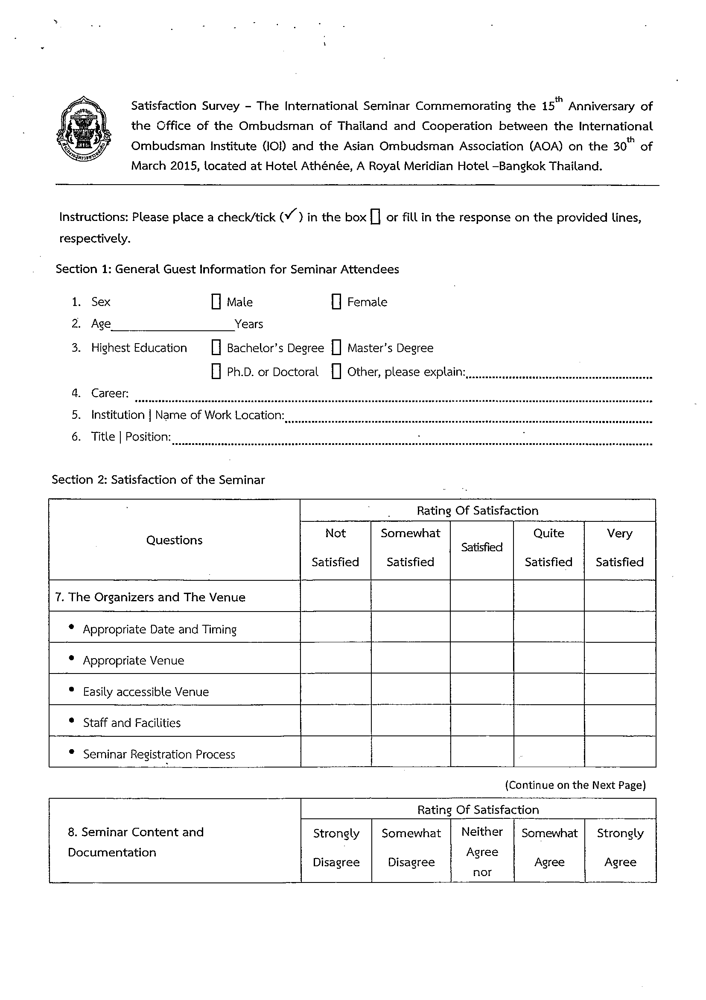 Satisfaction Survey – The International Seminar Commemorating the 15th Anniversary of
the Office of the Ombudsman of Thailand and Cooperation between the International
Ombudsman Institute (IOI) and the Asian Ombudsman Association (AOA) on the 30th of
March 2015, located at Hotel Athénée, A Royal Meridian Hotel –Bangkok Thailand.
Instructions: Please place a check/tick (✓) in the box or fill in the response on the provided lines,
respectively.
Section 1: General Guest Information for Seminar Attendees
1. Sex Male Female
2. Age Years
3. Highest Education Bachelor's Degree Master's Degree
Ph.D. or Doctoral Other, please explain:
4. Career:
5. Institution | Name of Work Location:
6. Title | Position:
Section 2: Satisfaction of the Seminar
Questions
Rating Of Satisfaction
Not Satisfied
Somewhat Satisfied
Satisfied
Quite Satisfied
Very Satisfied
7. The Organizers and The Venue
• Appropriate Date and Timing
• Appropriate Venue
• Easily accessible Venue
• Staff and Facilities
• Seminar Registration Process
(Continue on the Next Page)
8. Seminar Content and
Documentation
Rating Of Satisfaction
Strongly Disagree
Somewhat Disagree
Neither Agree nor
Somewhat Agree
Strongly Agree